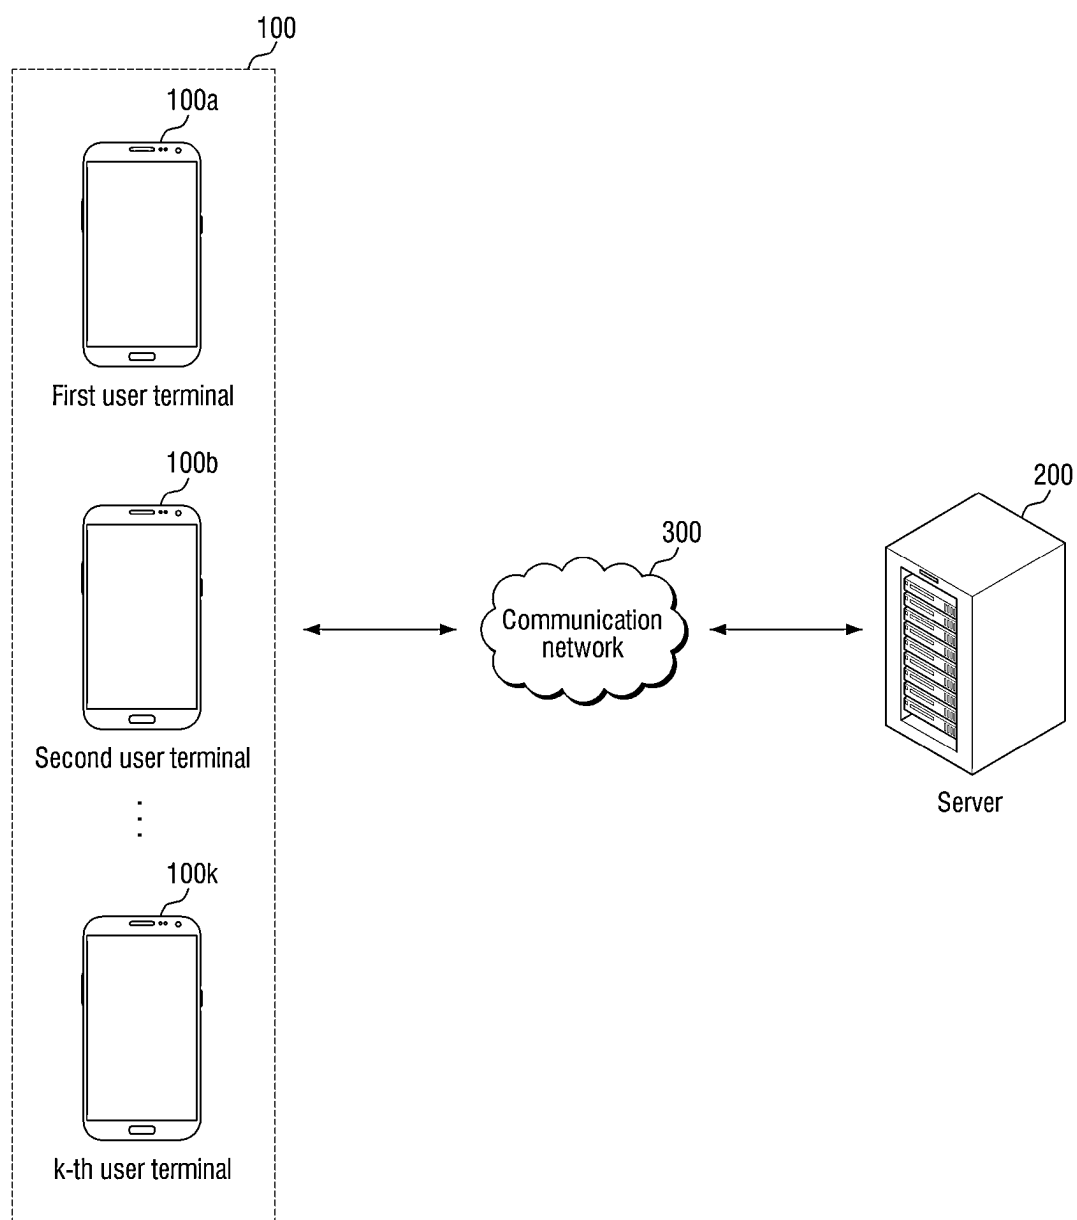 100
100a
First user terminal
100b
Second user terminal
100k
k-th user terminal
300
Communication
network
200
Server